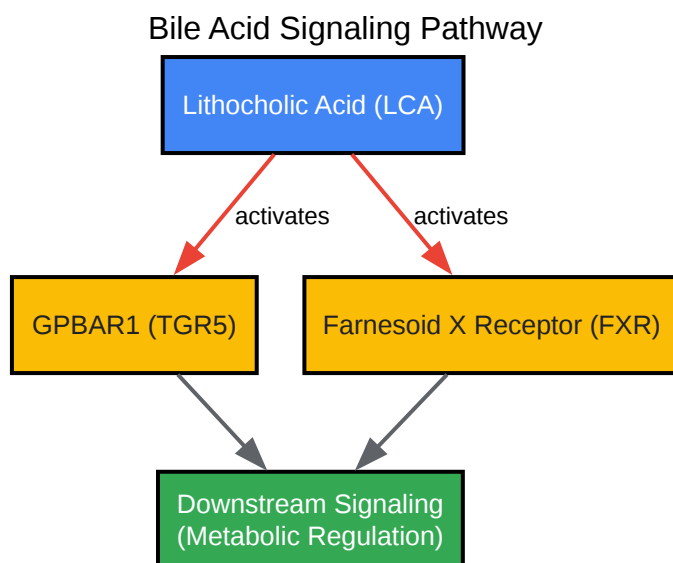 Bile Acid Signaling Pathway
Lithocholic Acid (LCA)
activates
activates
GPBAR1 (TGR5)
Farnesoid X Receptor (FXR)
Downstream Signaling
(Metabolic Regulation)